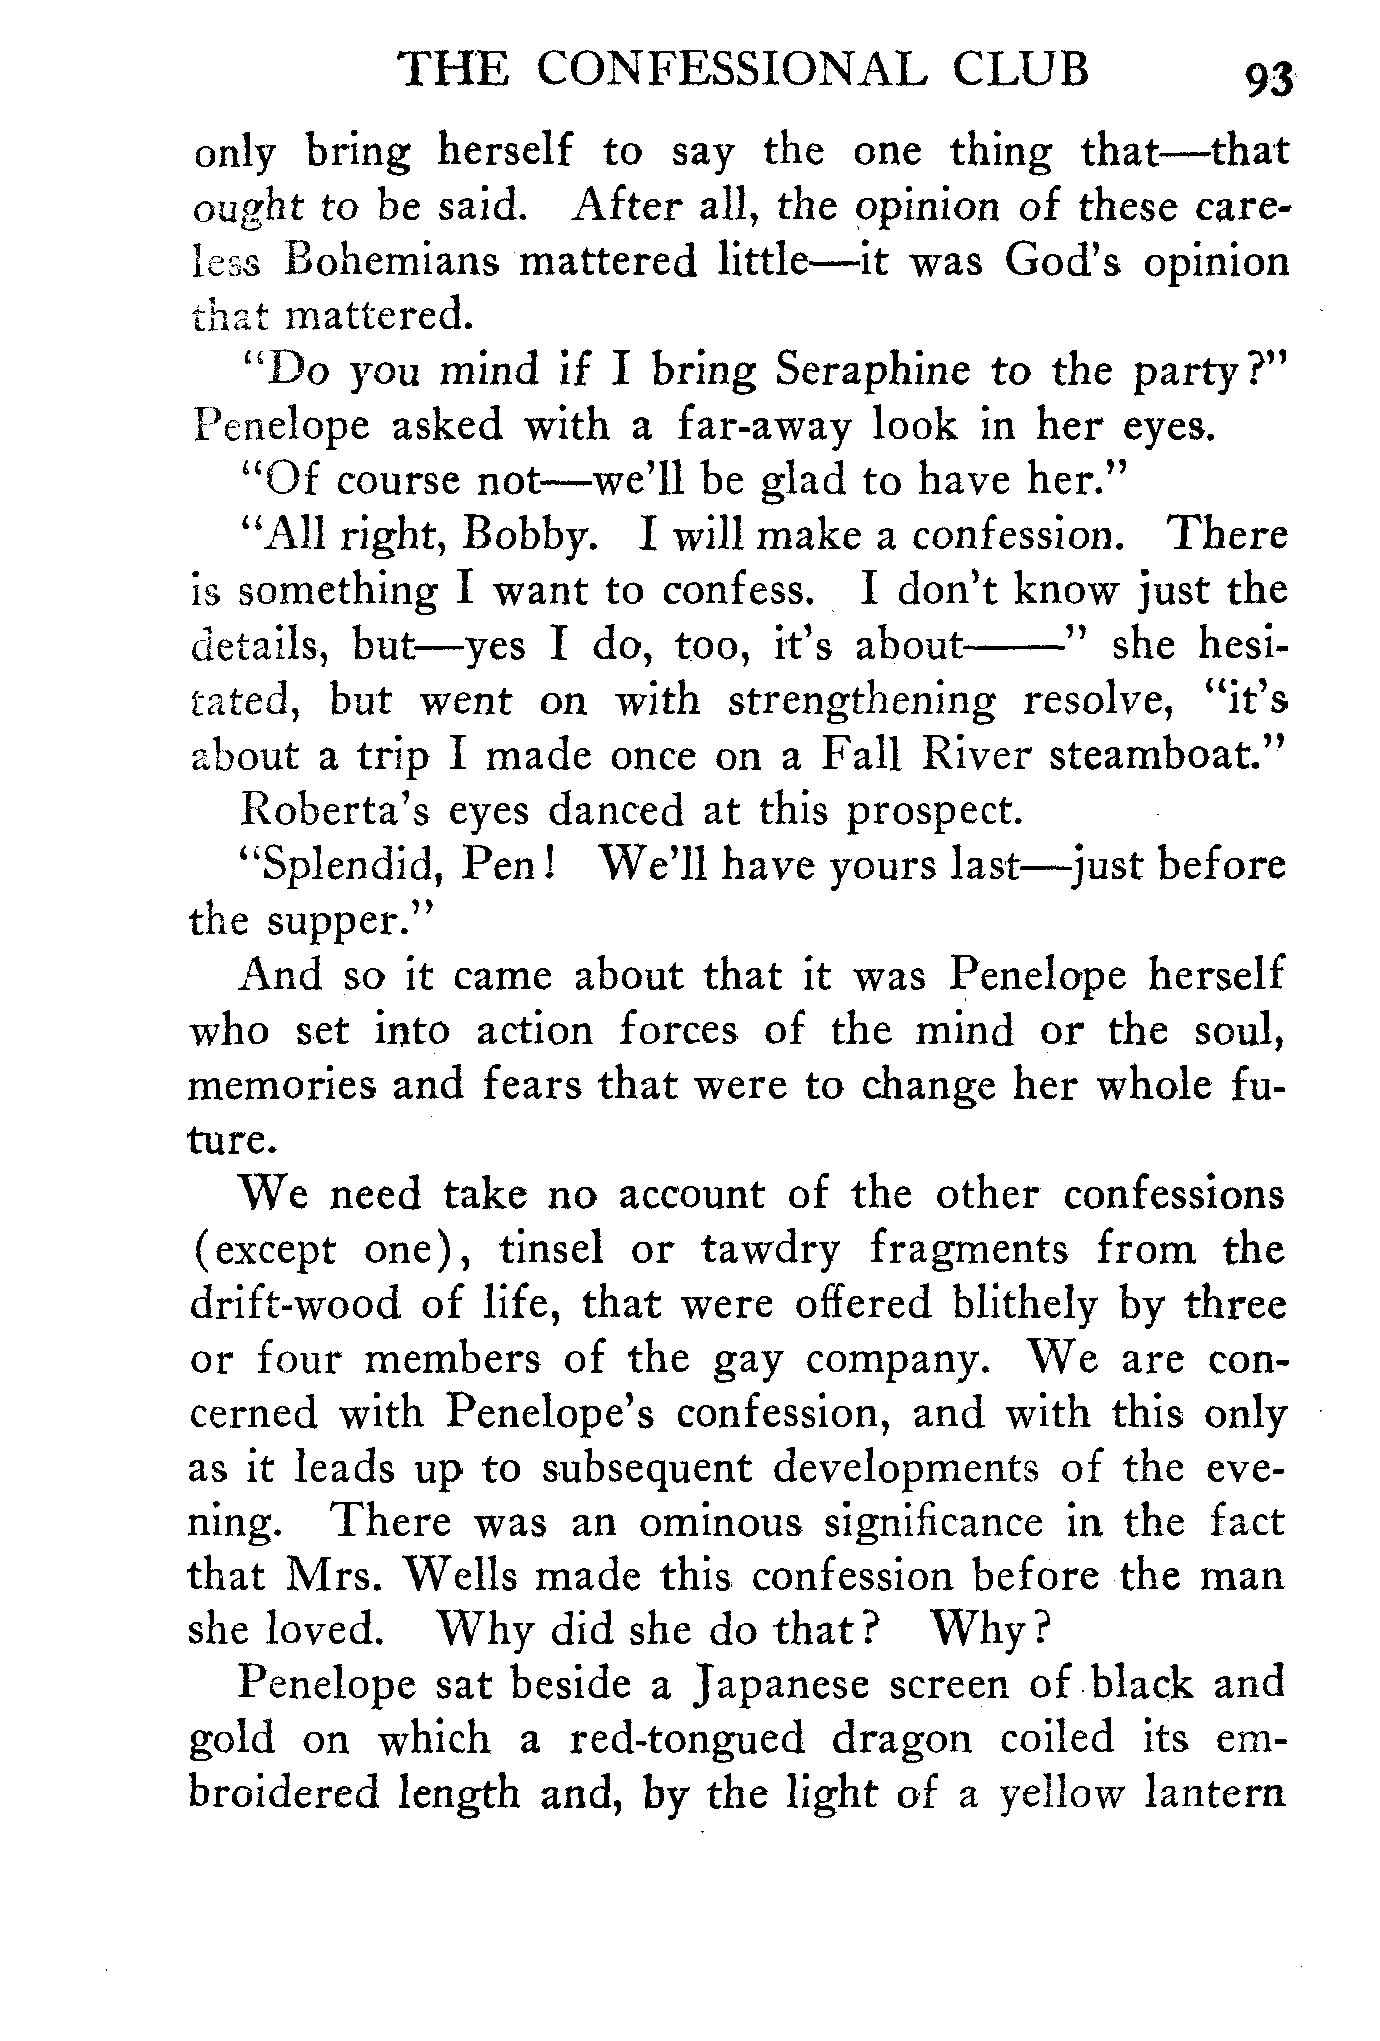 THE CONFESSIONAL CLUB 93
only bring herself to say the one thing that—that
ought to be said. After all, the opinion of these care-
less Bohemians mattered little—it was God's opinion
that mattered.
"Do you mind if I bring Seraphine to the party?"
Penelope asked with a far-away look in her eyes.
"Of course not—we'll be glad to have her."
"All right, Bobby. I will make a confession. There
is something I want to confess. I don't know just the
details, but—yes I do, too, it's about——" she hesi-
tated, but went on with strengthening resolve, "it's
about a trip I made once on a Fall River steamboat."
Roberta's eyes danced at this prospect.
"Splendid, Pen! We'll have yours last—just before
the supper."
And so it came about that it was Penelope herself
who set into action forces of the mind or the soul,
memories and fears that were to change her whole fu-
ture.
We need take no account of the other confessions
(except one), tinsel or tawdry fragments from the
drift-wood of life, that were offered blithely by three
or four members of the gay company. We are con-
cerned with Penelope's confession, and with this only
as it leads up to subsequent developments of the eve-
ning. There was an ominous significance in the fact
that Mrs. Wells made this confession before the man
she loved. Why did she do that? Why?
Penelope sat beside a Japanese screen of black and
gold on which a red-tongued dragon coiled its em-
broidered length and, by the light of a yellow lantern